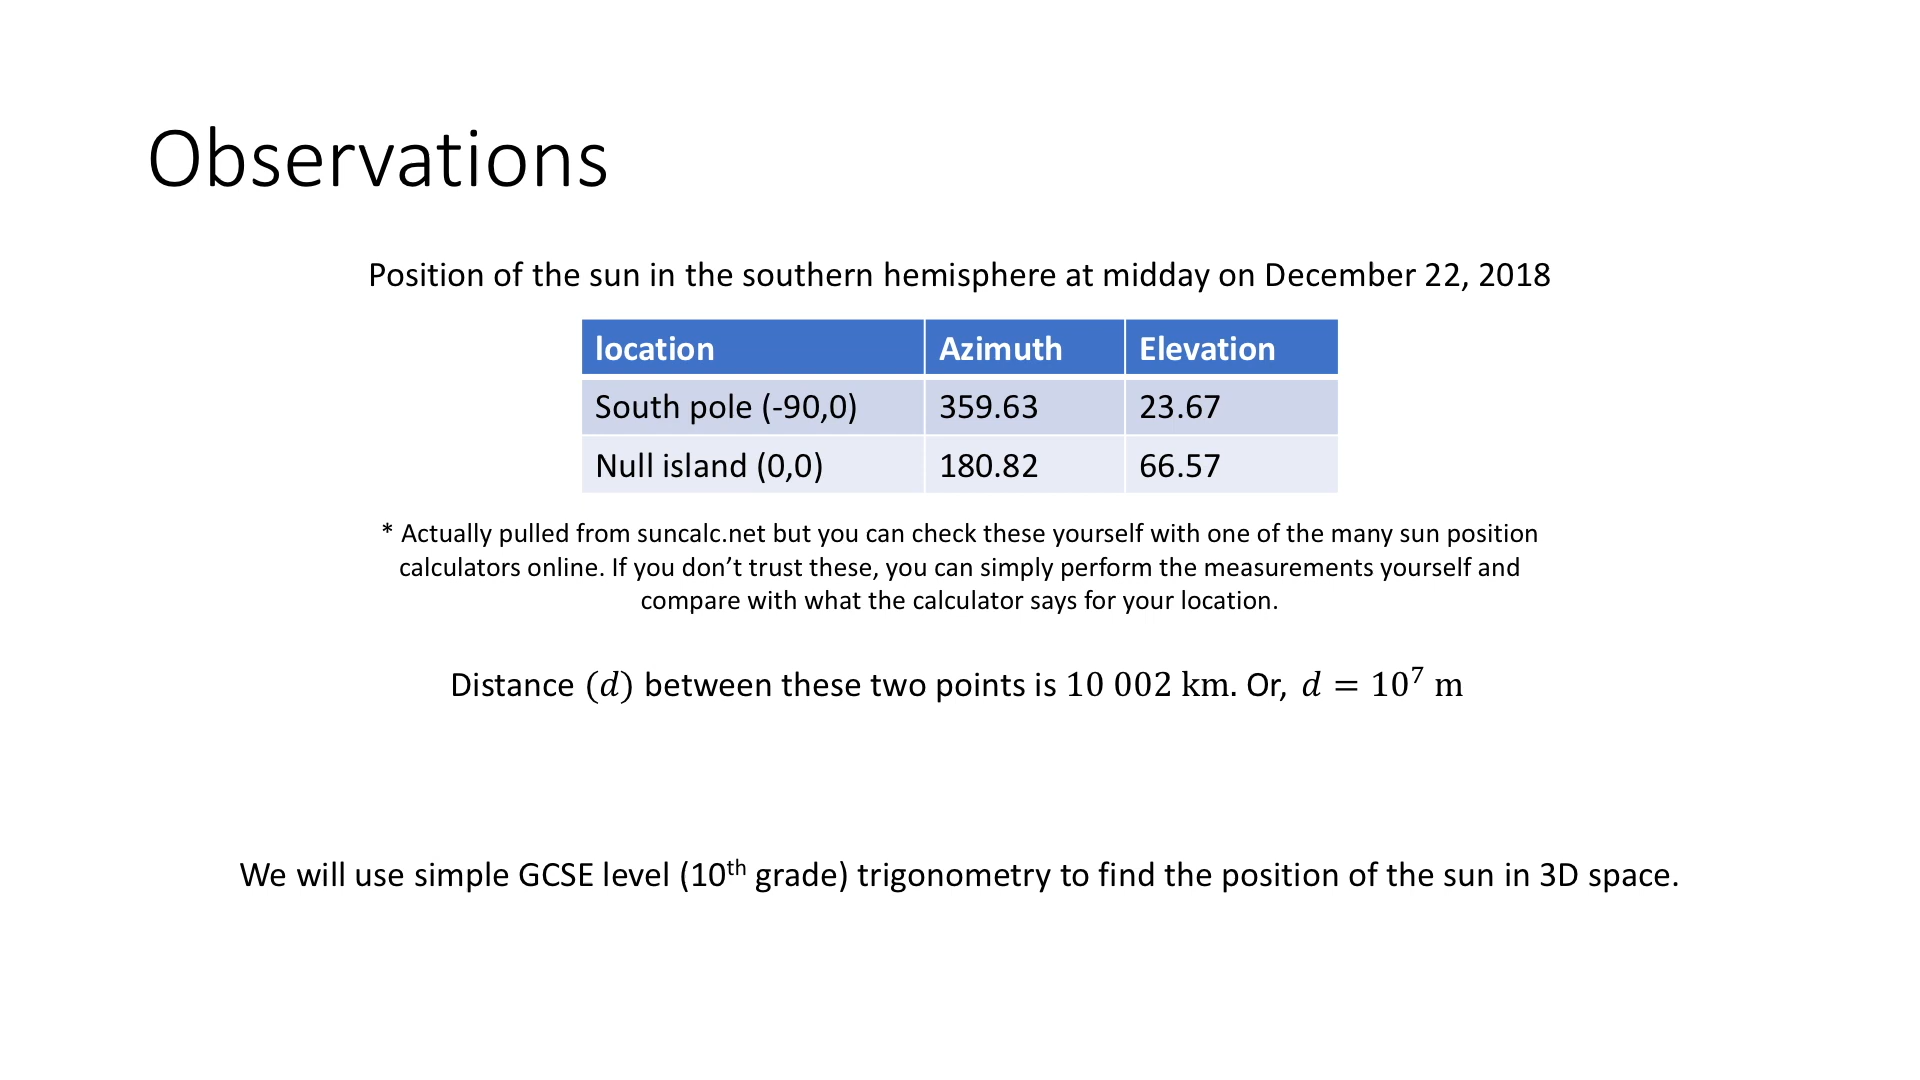 Observations
Position of the sun in the southern hemisphere at midday on December 22, 2018
location Azimuth Elevation
South pole (-90,0) 359.63 23.67
Null island (0,0) 180.82 66.57
* Actually pulled from suncalc.net but you can check these yourself with one of the many sun position
calculators online. If you don’t trust these, you can simply perform the measurements yourself and
compare with what the calculator says for your location.
Distance (𝑑) between these two points is 10 002 km. Or, 𝑑 = 10⁷ m
We will use simple GCSE level (10ᵗʰ grade) trigonometry to find the position of the sun in 3D space.